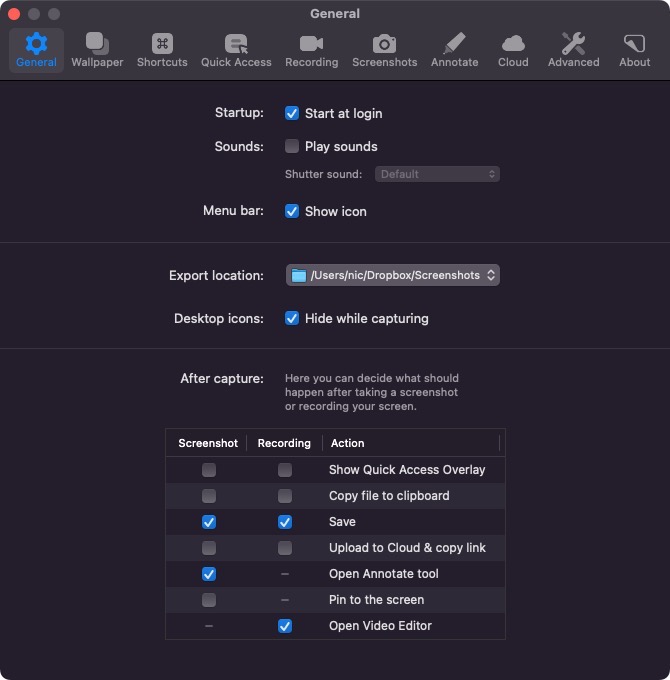 General
General Wallpaper Shortcuts Quick Access Recording Screenshots Annotate Cloud Advanced About
Startup: Start at login
Sounds: Play sounds
Shutter sound: Default
Menu bar: Show icon
Export location: /Users/nic/Dropbox/Screenshots
Desktop icons: Hide while capturing
After capture: Here you can decide what should
happen after taking a screenshot
or recording your screen.
Screenshot Recording Action
Show Quick Access Overlay
Copy file to clipboard
Save
Upload to Cloud & copy link
– Open Annotate tool
– Pin to the screen
– Open Video Editor